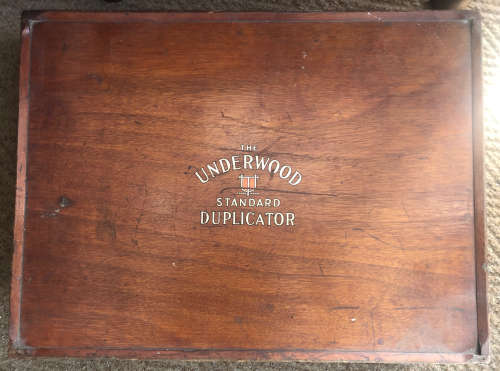 THE
UNDERWOOD
STANDARD
DUPLICATOR